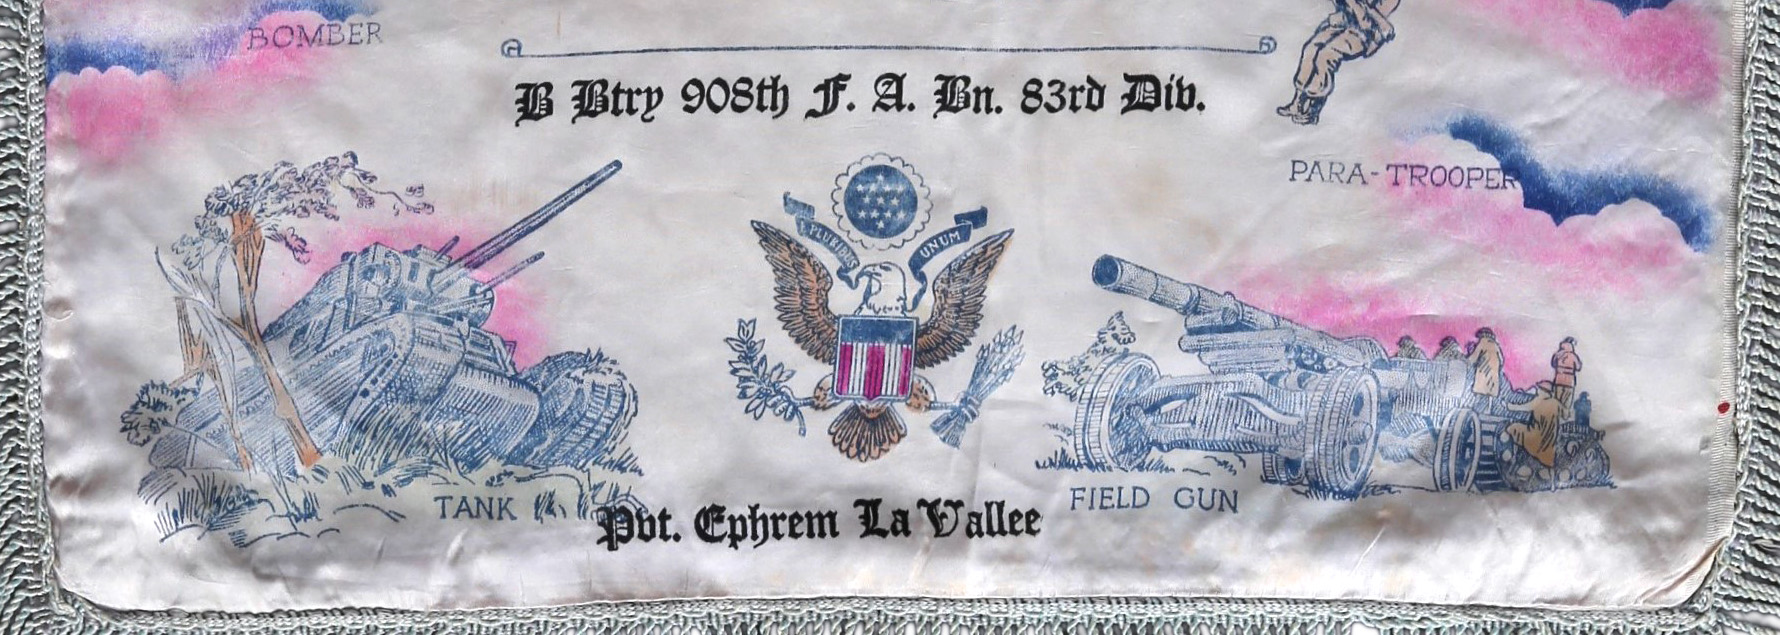 BOMBER
B Btry 908th F. A. Bn. 83rd Div.
PARA-TROOPER
PLURIBUS UNUM
TANK
FIELD GUN
Pvt. Ephrem La Vallee